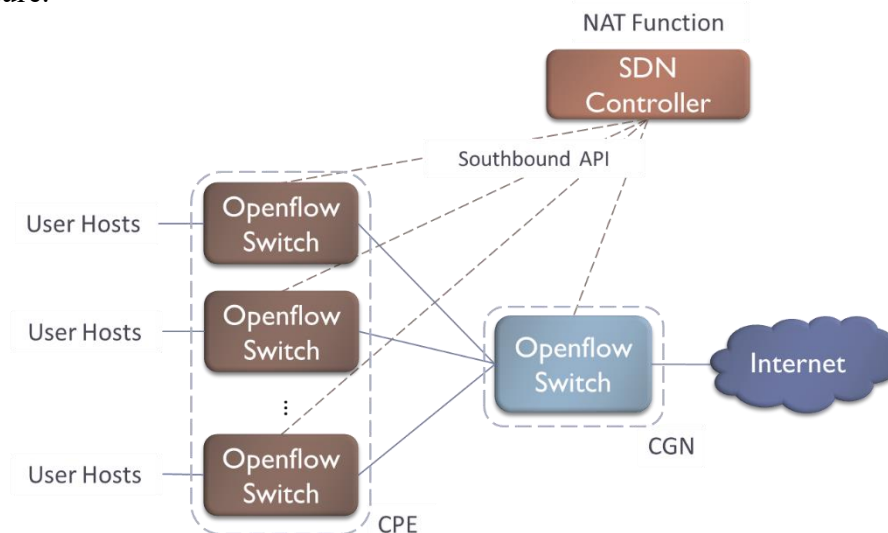 ure.
NAT Function
SDN
Controller
Southbound API
User Hosts
Openflow
Switch
User Hosts
Openflow
Switch
Openflow
Switch
Internet
...
User Hosts
Openflow
Switch
CGN
CPE